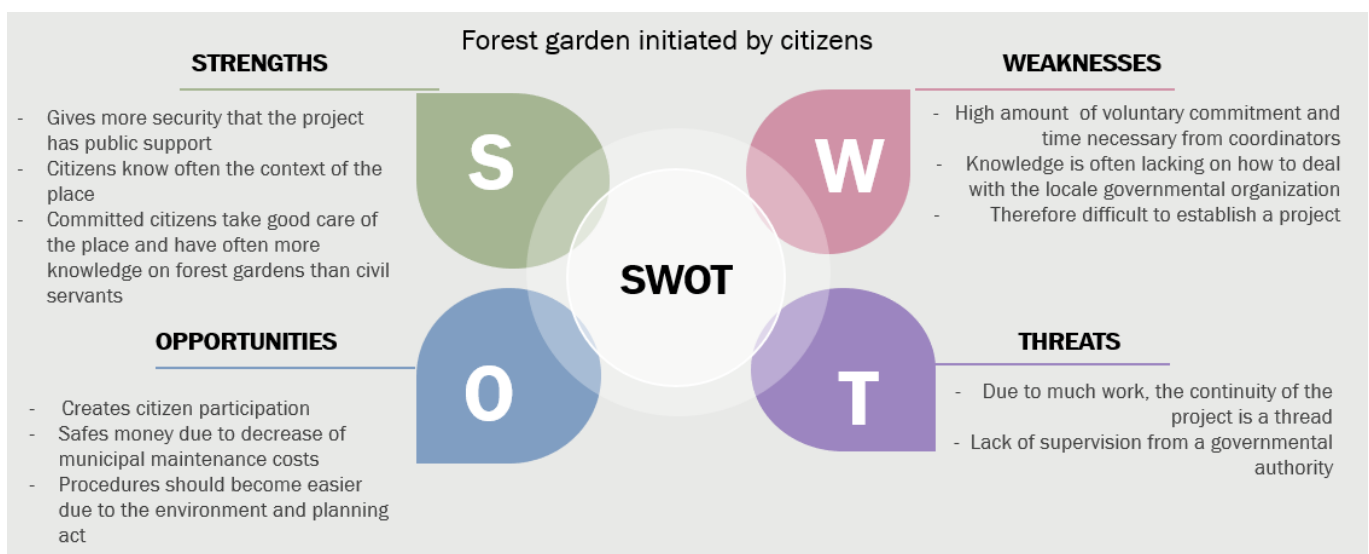 Forest garden initiated by citizens
STRENGTHS
- Gives more security that the project
has public support
- Citizens know often the context of the
place
- Committed citizens take good care of
the place and have often more
knowledge on forest gardens than civil
servants
S
WEAKNESSES
- High amount of voluntary commitment and
time necessary from coordinators
- Knowledge is often lacking on how to deal
with the locale governmental organization
- Therefore difficult to establish a project
W
SWOT
OPPORTUNITIES
- Creates citizen participation
- Safes money due to decrease of
municipal maintenance costs
- Procedures should become easier
due to the environment and planning
act
O
THREATS
- Due to much work, the continuity of the
project is a thread
- Lack of supervision from a governmental
authority
T